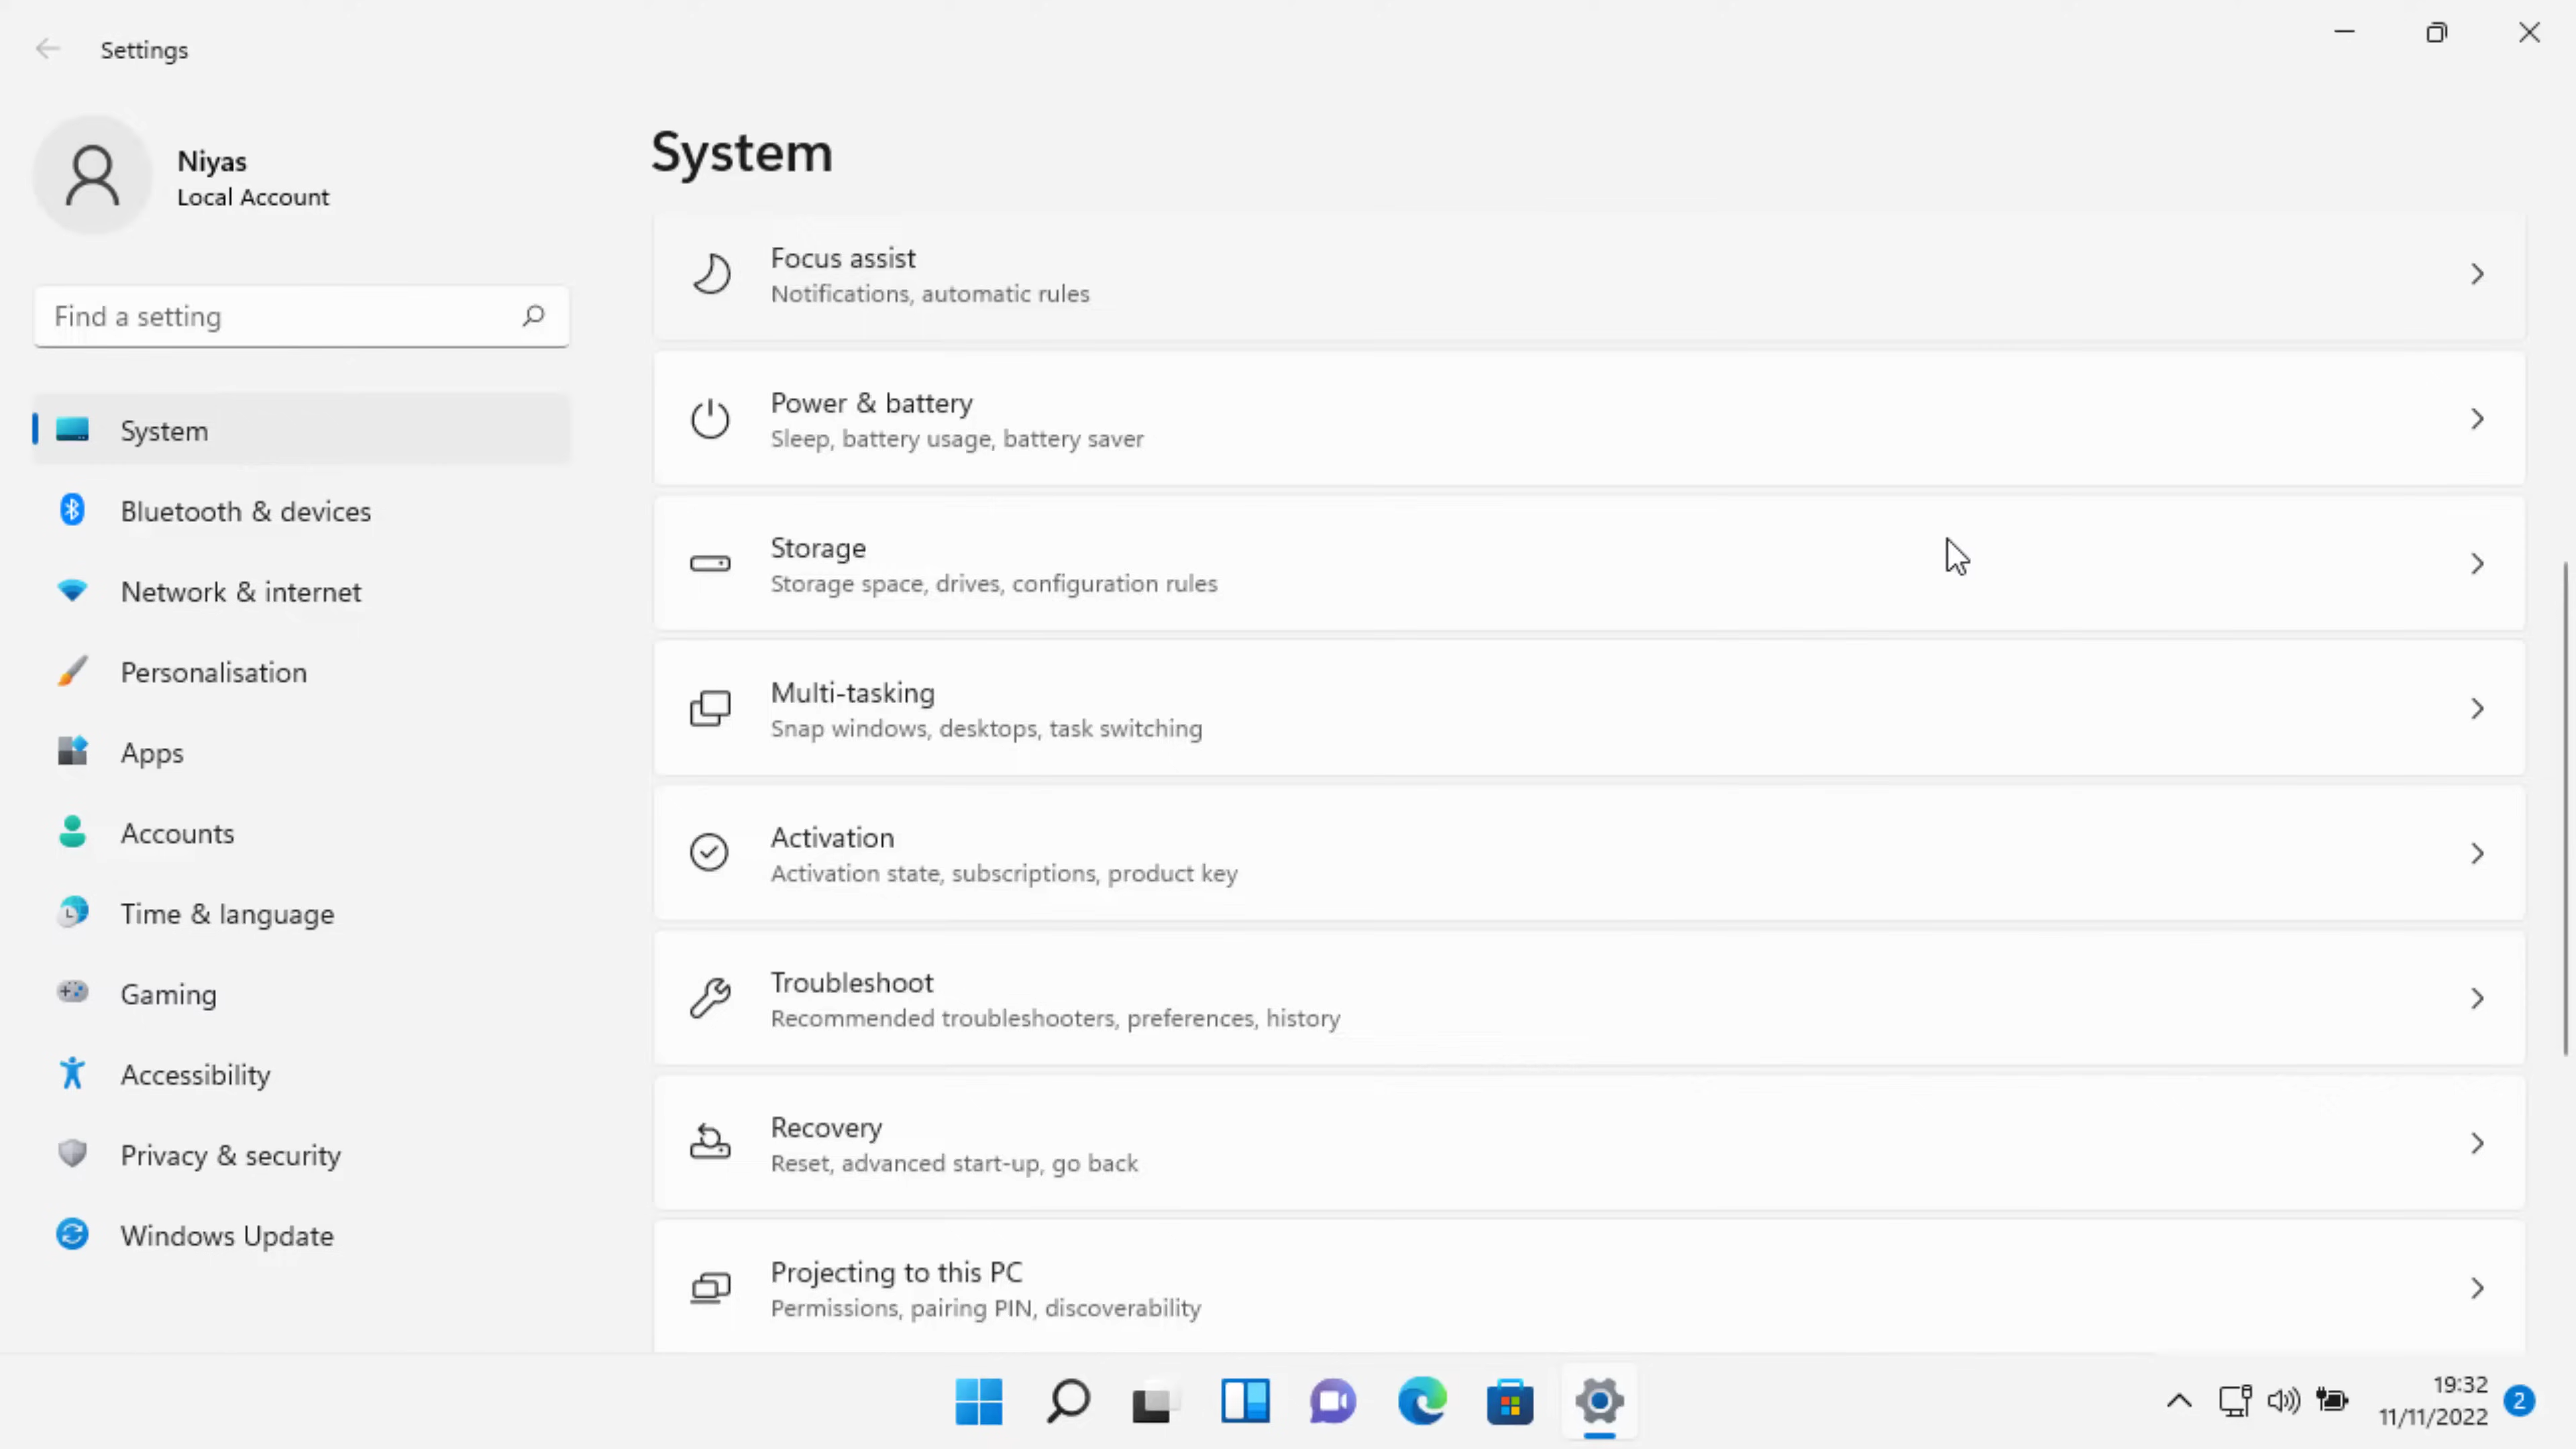 Settings
Niyas
Local Account
Find a setting
System
Bluetooth & devices
Network & internet
Personalisation
Apps
Accounts
Time & language
Gaming
Accessibility
Privacy & security
Windows Update
System
Focus assist
Notifications, automatic rules
Power & battery
Sleep, battery usage, battery saver
Storage
Storage space, drives, configuration rules
Multi-tasking
Snap windows, desktops, task switching
Activation
Activation state, subscriptions, product key
Troubleshoot
Recommended troubleshooters, preferences, history
Recovery
Reset, advanced start-up, go back
Projecting to this PC
Permissions, pairing PIN, discoverability
19:32
11/11/2022
2